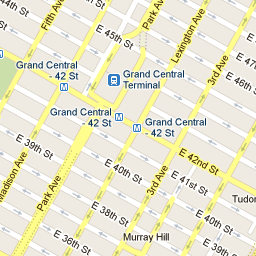 Fifth Ave
Park Ave
E 45th St
Lexington Ave
3rd Ave
Grand Central
- 42 St
M
Grand Central
Terminal
Grand Central
- 42 St
M
Grand Central
- 42 St
M
E 39th St
E 42nd St
Madison Ave
Park Ave
E 40th St
3rd Ave
E 41st St
E 40th St
Tudor
E 38th St
E 39th St
E 36th St
Murray Hill